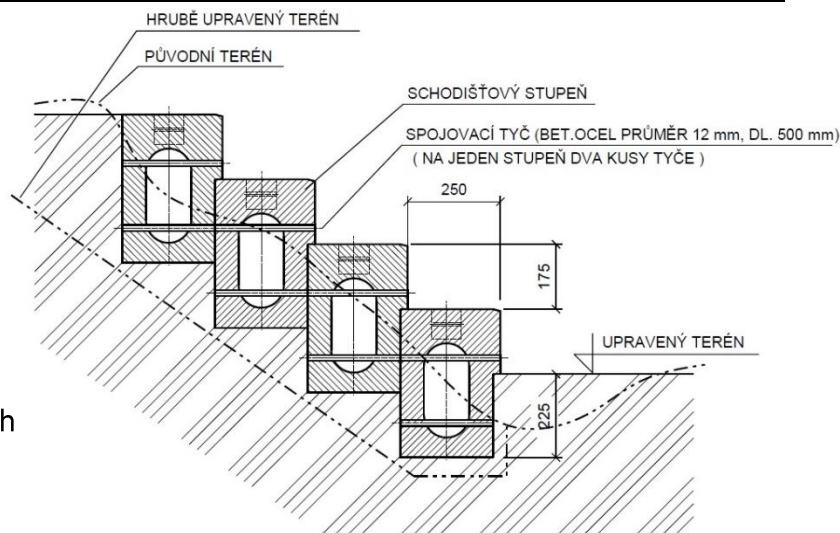 HRUBĚ UPRAVENÝ TERÉN
PŮVODNÍ TERÉN
SCHODIŠŤOVÝ STUPEŇ
SPOJOVACÍ TYČ (BET.OCEL PRŮMĚR 12 mm, DL. 500 mm)
( NA JEDEN STUPEŇ DVA KUSY TYČE )
250
175
UPRAVENÝ TERÉN
225
h